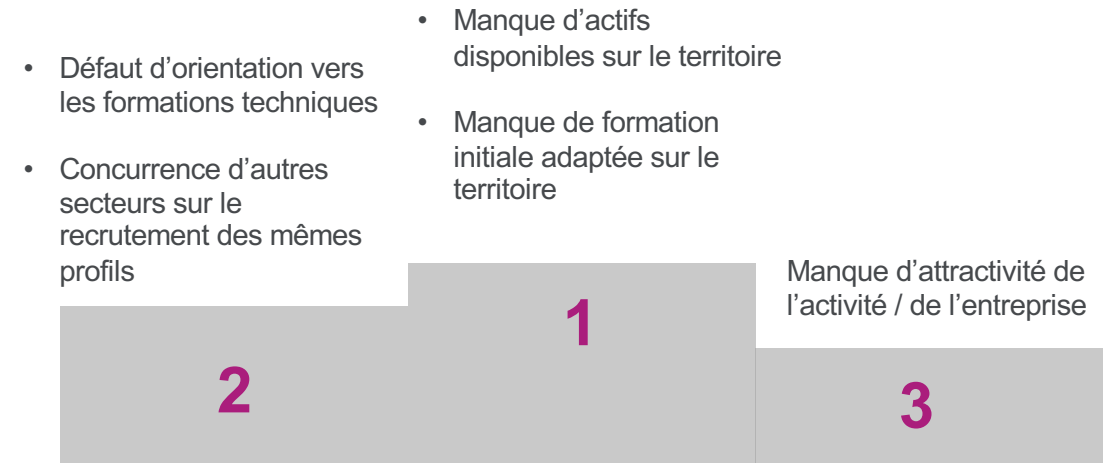 • Défaut d’orientation vers
les formations techniques
• Concurrence d’autres
secteurs sur le
recrutement des mêmes
profils
2
• Manque d’actifs
disponibles sur le territoire
• Manque de formation
initiale adaptée sur le
territoire
1
Manque d’attractivité de
l’activité / de l’entreprise
3